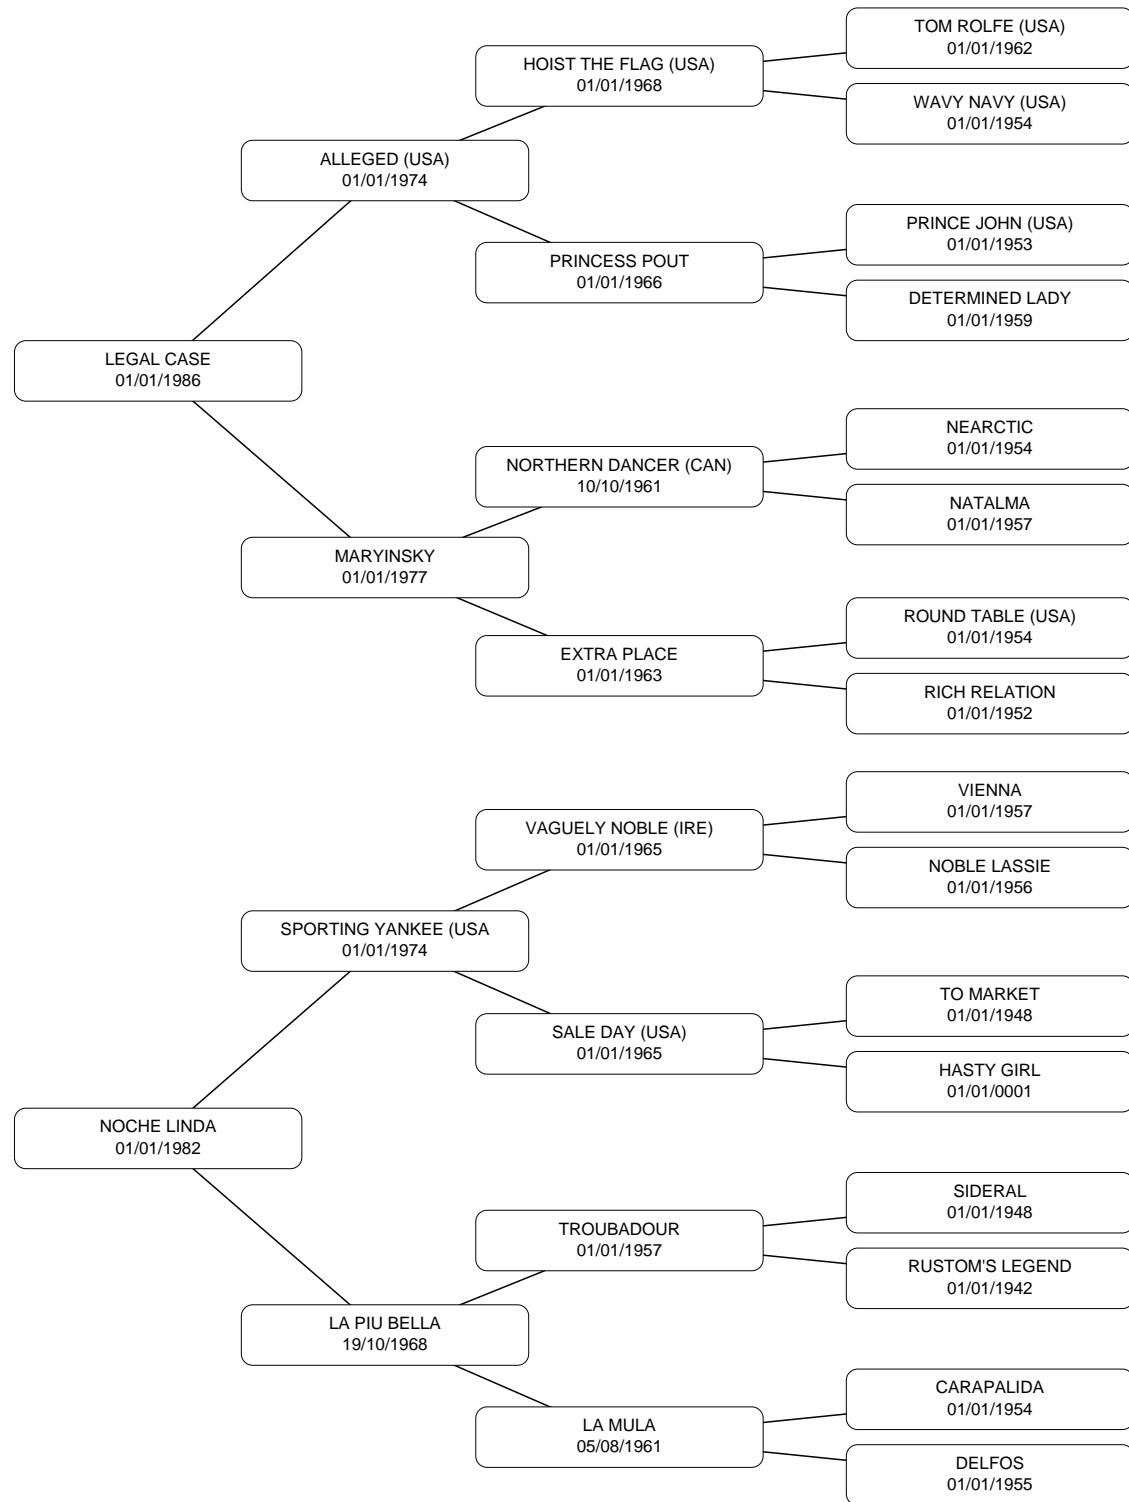 TOM ROLFE (USA)
01/01/1962
HOIST THE FLAG (USA)
01/01/1968
WAVY NAVY (USA)
01/01/1954
ALLEGED (USA)
01/01/1974
PRINCE JOHN (USA)
01/01/1953
PRINCESS POUT
01/01/1966
DETERMINED LADY
01/01/1959
LEGAL CASE
01/01/1986
NEARCTIC
01/01/1954
NORTHERN DANCER (CAN)
10/10/1961
NATALMA
01/01/1957
MARYINSKY
01/01/1977
ROUND TABLE (USA)
01/01/1954
EXTRA PLACE
01/01/1963
RICH RELATION
01/01/1952
VIENNA
01/01/1957
VAGUELY NOBLE (IRE)
01/01/1965
NOBLE LASSIE
01/01/1956
SPORTING YANKEE (USA
01/01/1974
TO MARKET
01/01/1948
SALE DAY (USA)
01/01/1965
HASTY GIRL
01/01/0001
NOCHE LINDA
01/01/1982
SIDERAL
01/01/1948
TROUBADOUR
01/01/1957
RUSTOM'S LEGEND
01/01/1942
LA PIU BELLA
19/10/1968
CARAPALIDA
01/01/1954
LA MULA
05/08/1961
DELFOS
01/01/1955